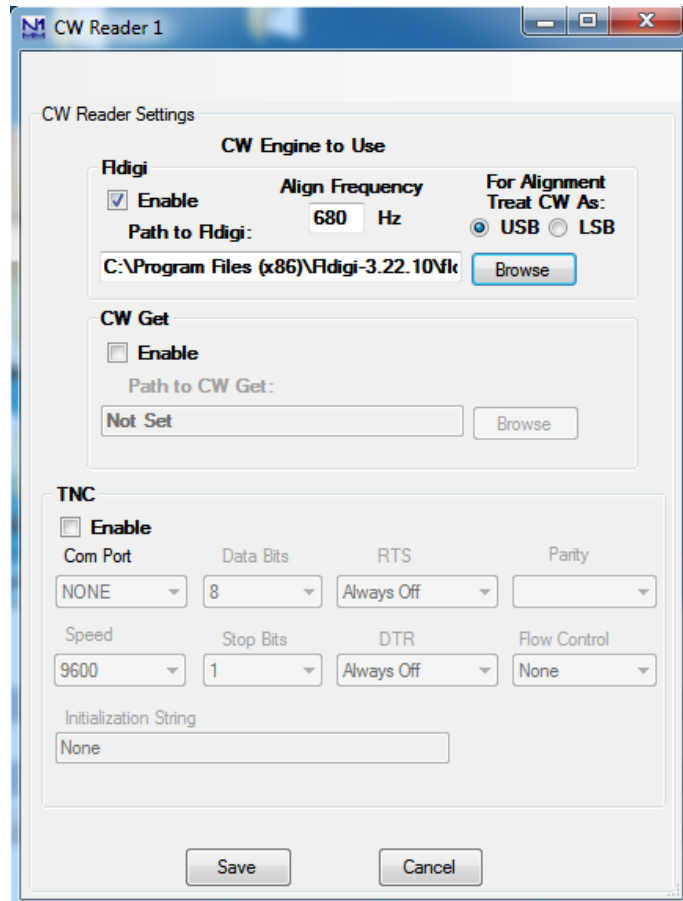 N1
MM
CW Reader 1
CW Reader Settings
CW Engine to Use
Fldigi
Enable
Align Frequency
For Alignment
Treat CW As:
680 Hz
USB LSB
Path to Fldigi:
C:\Program Files (x86)\Fldigi-3.22.10\flc
Browse
CW Get
Enable
Path to CW Get:
Not Set
Browse
TNC
Enable
Com Port Data Bits RTS Parity
NONE 8 Always Off
Speed Stop Bits DTR Flow Control
9600 1 Always Off None
Initialization String
None
Save Cancel